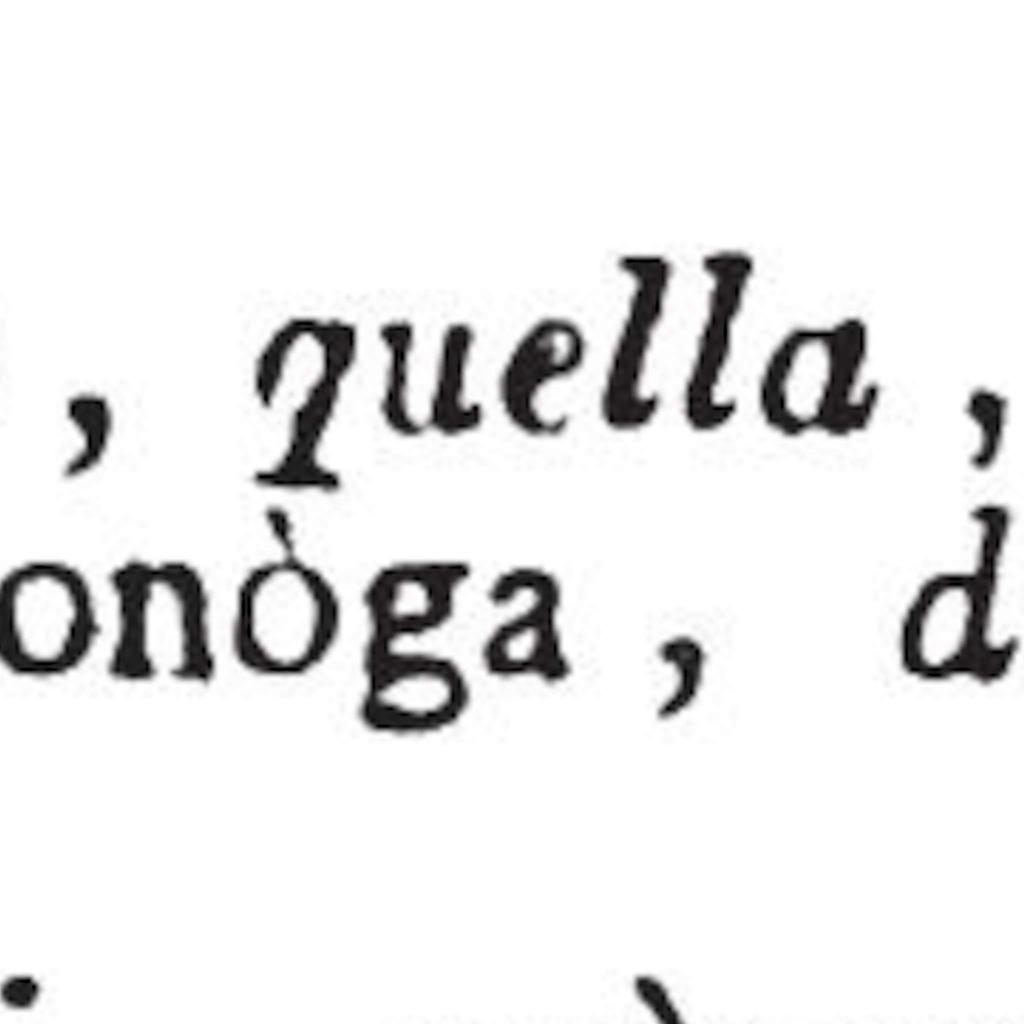 , quella ,
onòga , d